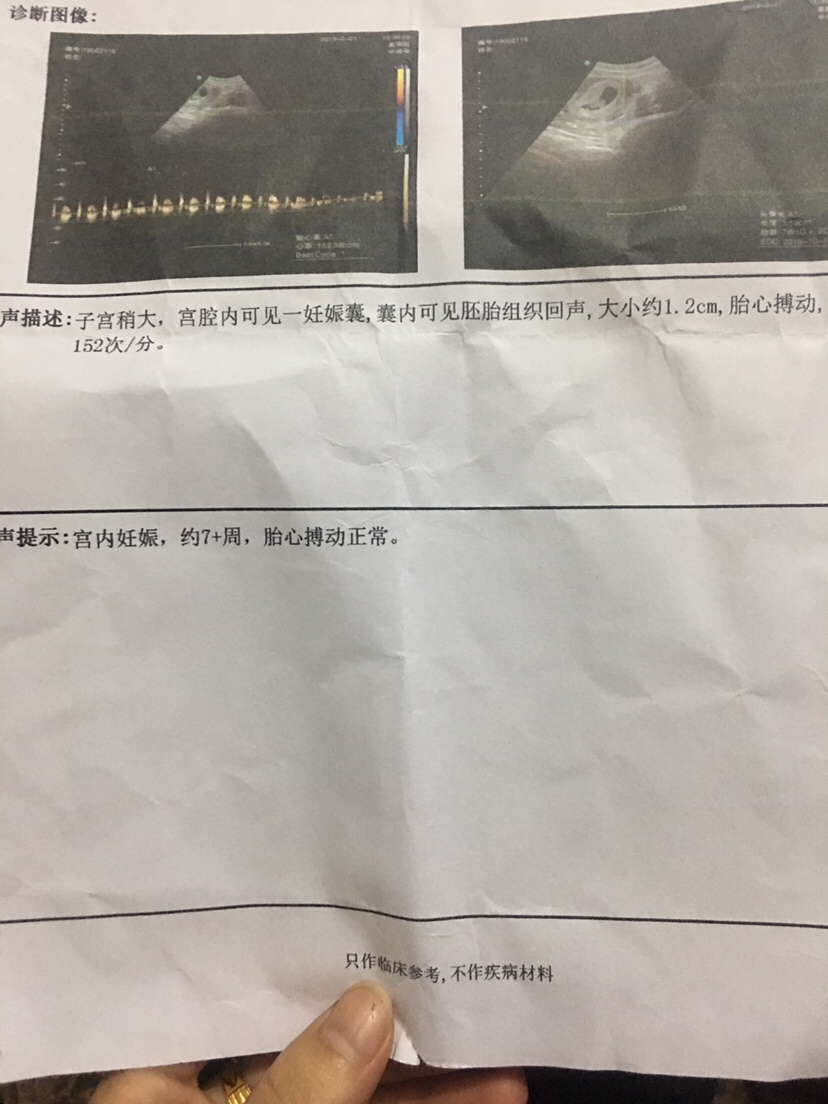 诊断图像:
声描述:子宫稍大，宫腔内可见一妊娠囊,囊内可见胚胎组织回声,大小约1.2cm,胎心搏动,
152次/分。
声提示:宫内妊娠，约7+周，胎心搏动正常。
只作临床参考,不作疾病材料